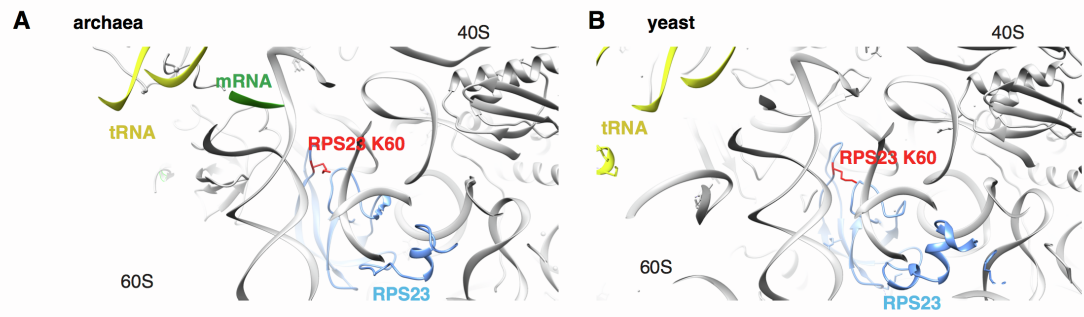 A archaea
40S
mRNA
tRNA
RPS23 K60
60S
RPS23
B yeast
40S
tRNA
RPS23 K60
60S
RPS23